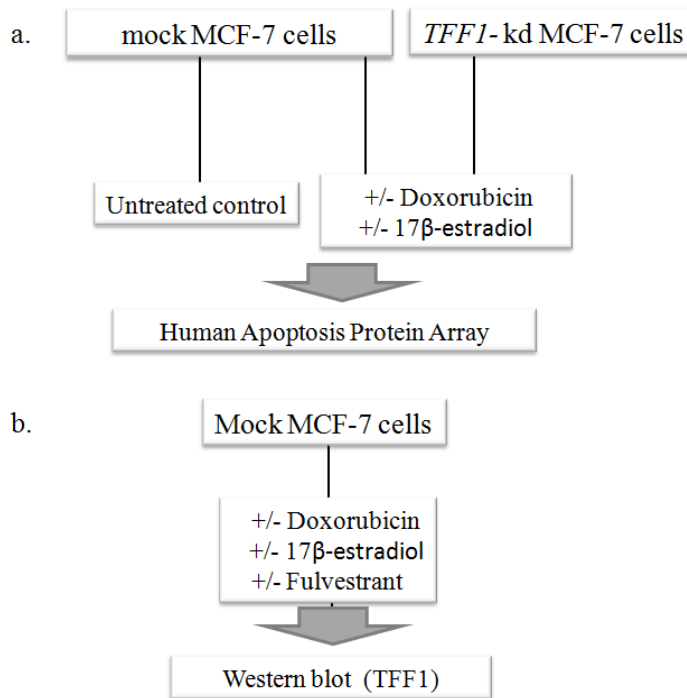 a.
mock MCF-7 cells
TFF1- kd MCF-7 cells
Untreated control
+/- Doxorubicin
+/- 17β-estradiol
Human Apoptosis Protein Array
b.
Mock MCF-7 cells
+/- Doxorubicin
+/- 17β-estradiol
+/- Fulvestrant
Western blot (TFF1)